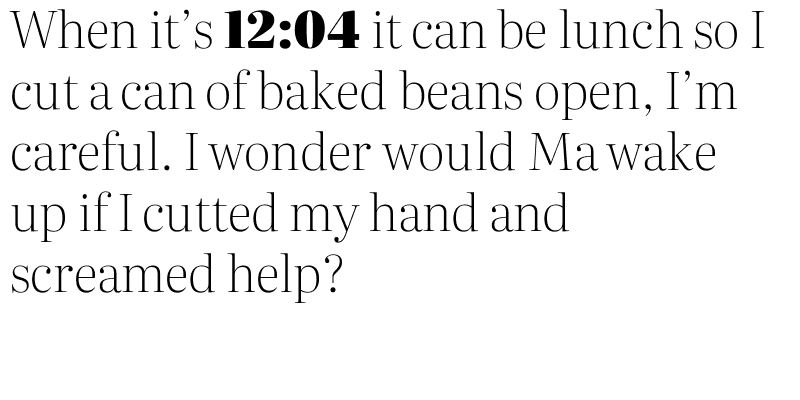 When it’s 12:04 it can be lunch so I
cut a can of baked beans open, I’m
careful. I wonder would Ma wake
up if I cutted my hand and
screamed help?